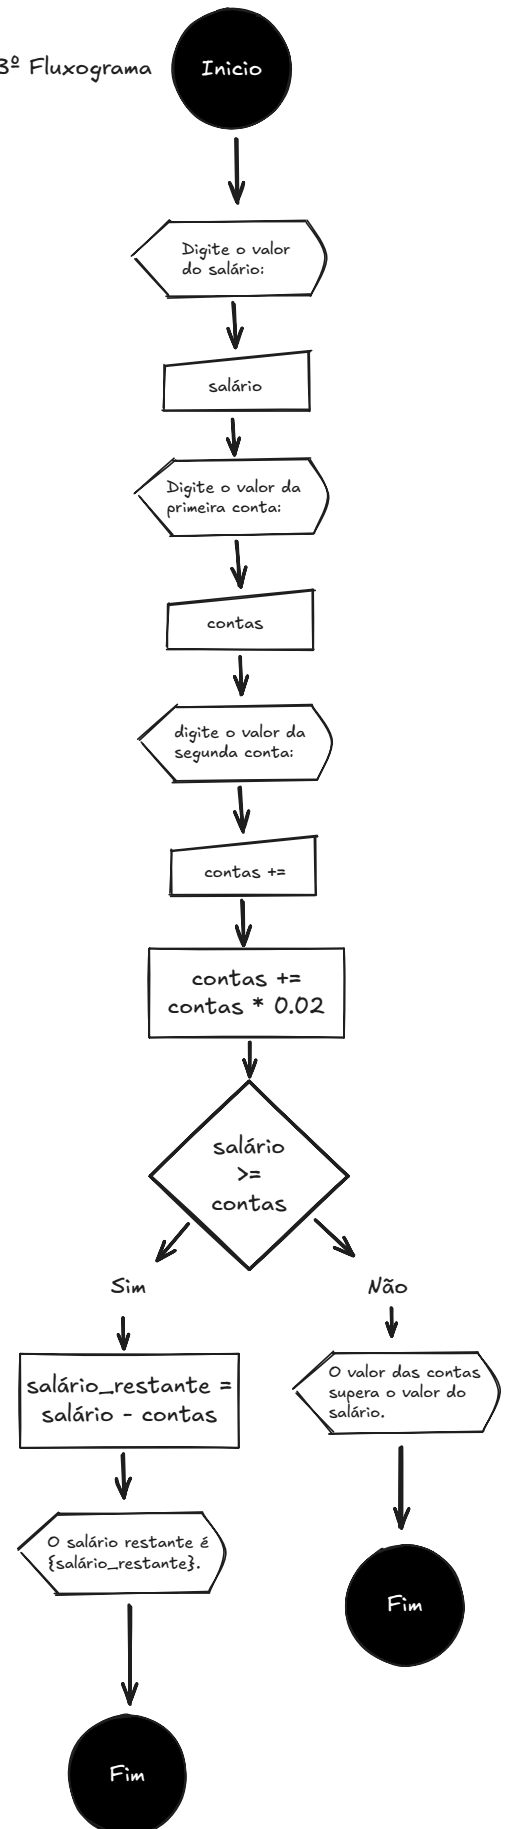 3º Fluxograma
Inicio
Digite o valor
do salário:
salário
Digite o valor da
primeira conta:
contas
digite o valor da
segunda conta:
contas +=
contas +=
contas * 0.02
salário
>=
contas
Sim
Não
salário_restante =
salário - contas
O valor das contas
supera o valor do
salário.
O salário restante é
{salário_restante}.
Fim
Fim